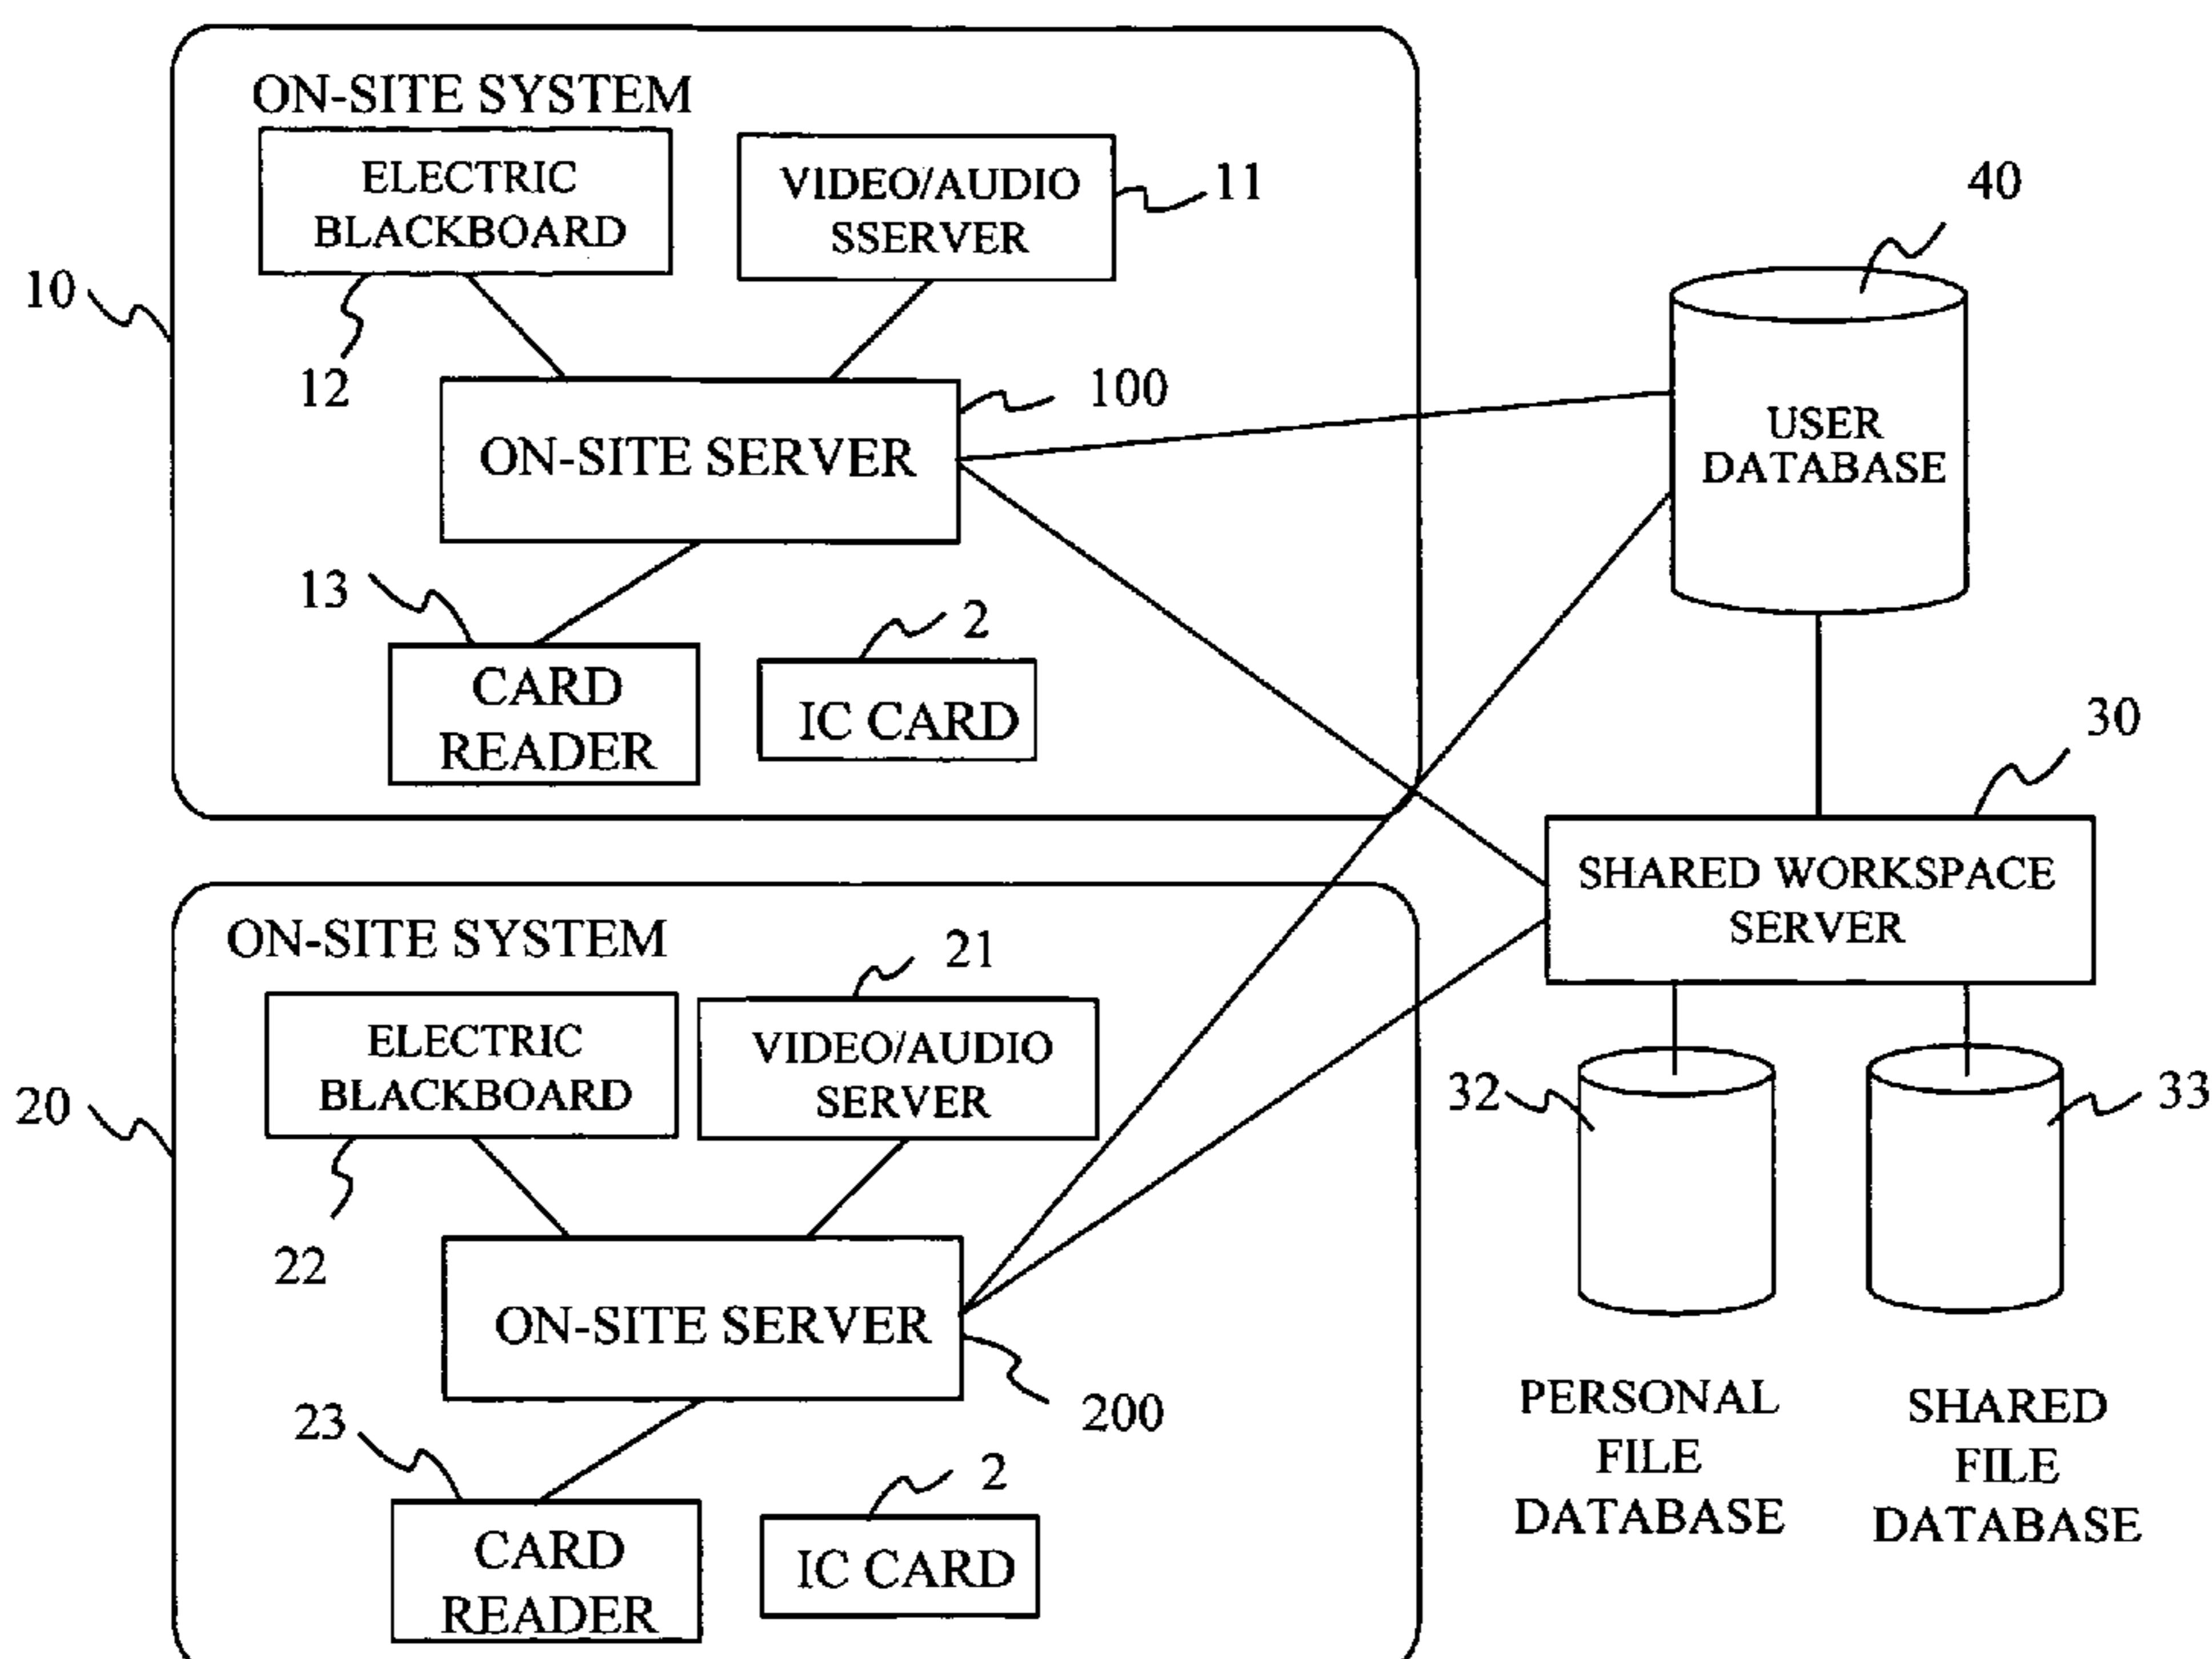 ON-SITE SYSTEM
ELECTRIC
BLACKBOARD
VIDEO/AUDIO
SSERVER
11
40
10
12
100
ON-SITE SERVER
USER
DATABASE
13
2
CARD
READER
IC CARD
30
SHARED WORKSPACE
SERVER
ON-SITE SYSTEM
21
ELECTRIC
BLACKBOARD
VIDEO/AUDIO
SERVER
20
32
33
22
ON-SITE SERVER
200
23
2
CARD
READER
IC CARD
PERSONAL
FILE
DATABASE
SHARED
FILE
DATABASE